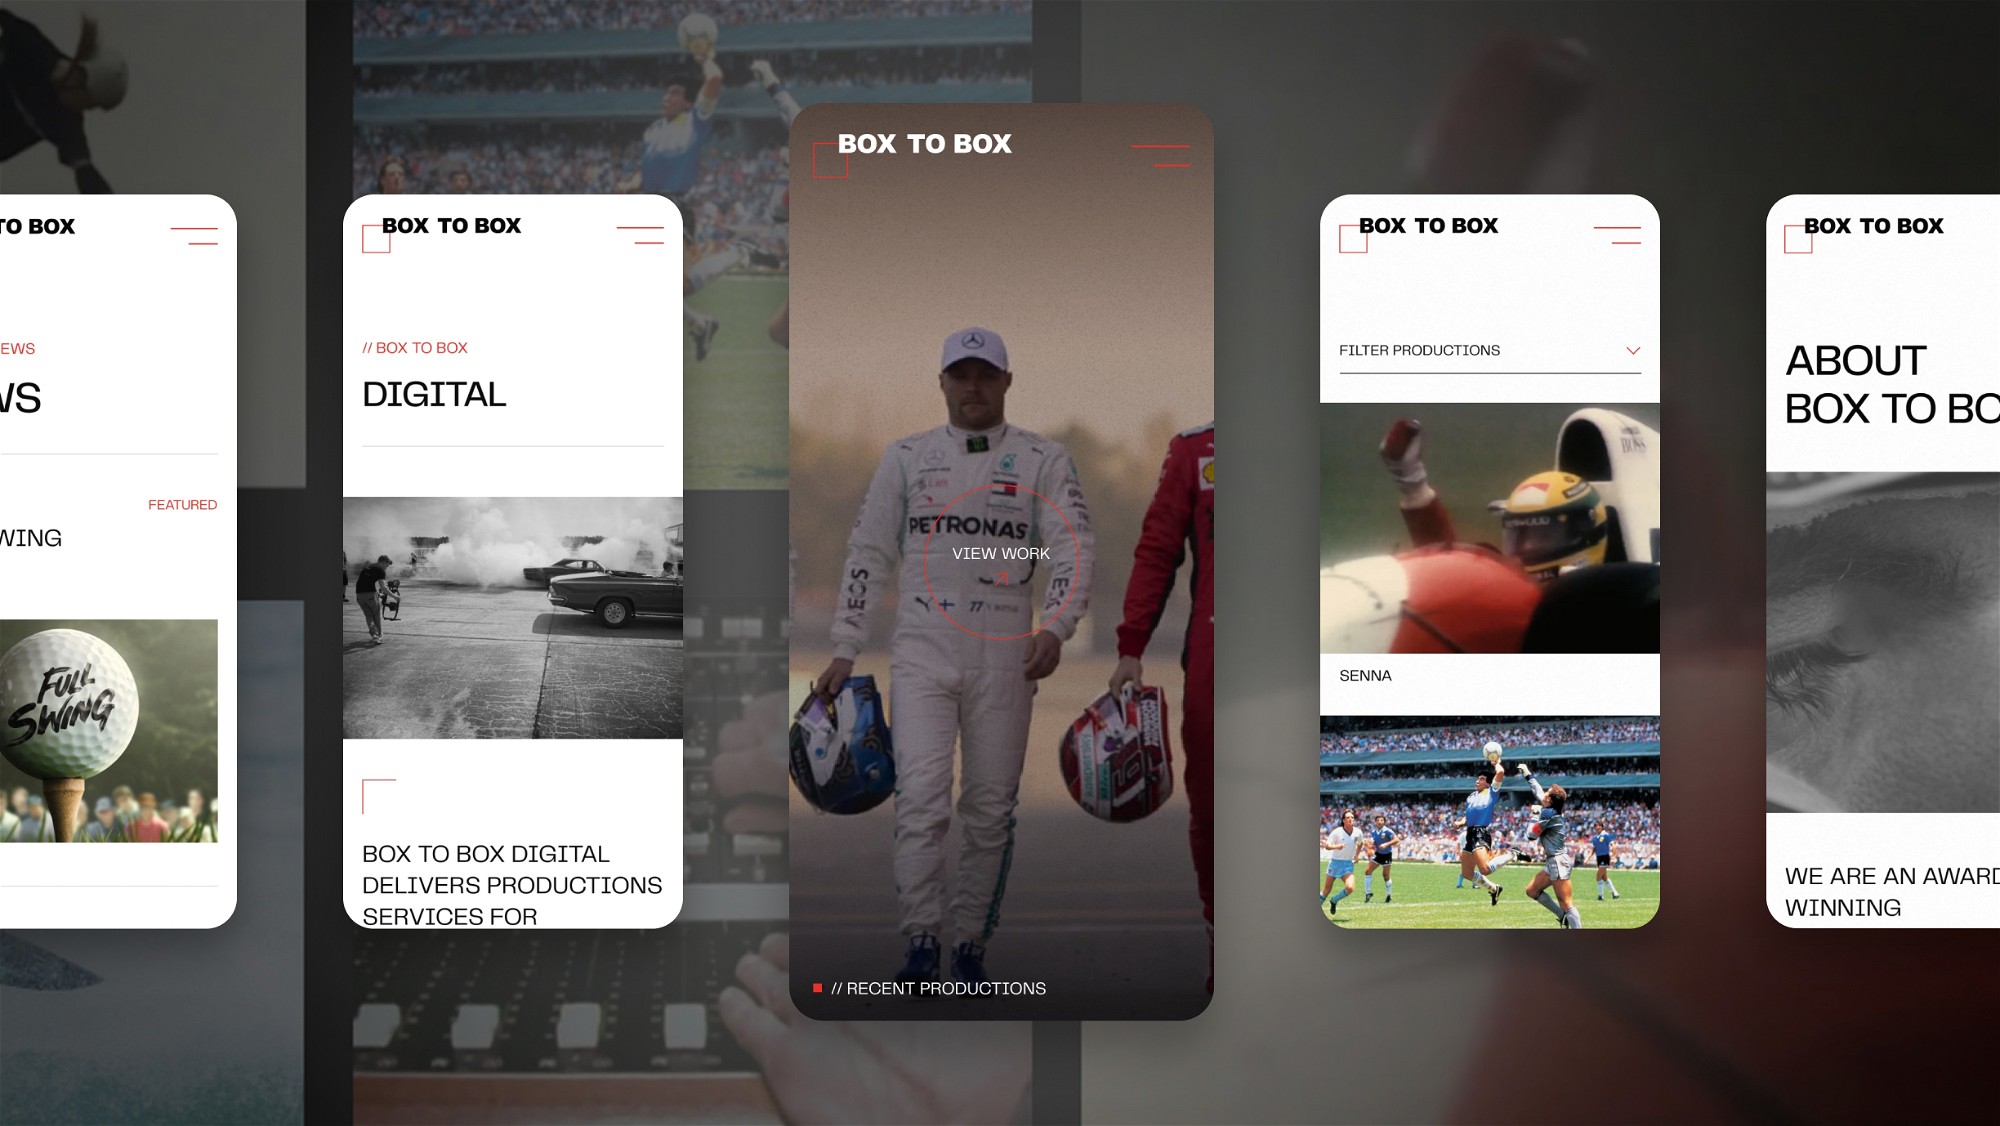 TO BOX
EWS
WS
FEATURED
WING
FULL
SWING
BOX TO BOX
// BOX TO BOX
DIGITAL
BOX TO BOX DIGITAL
DELIVERS PRODUCTIONS
SERVICES FOR
BOX TO BOX
PETRONAS
VIEW WORK
77
// RECENT PRODUCTIONS
BOX TO BOX
FILTER PRODUCTIONS
BOSS
SENNA
BOX TO BOX
ABOUT
BOX TO BO
WE ARE AN AWARD
WINNING